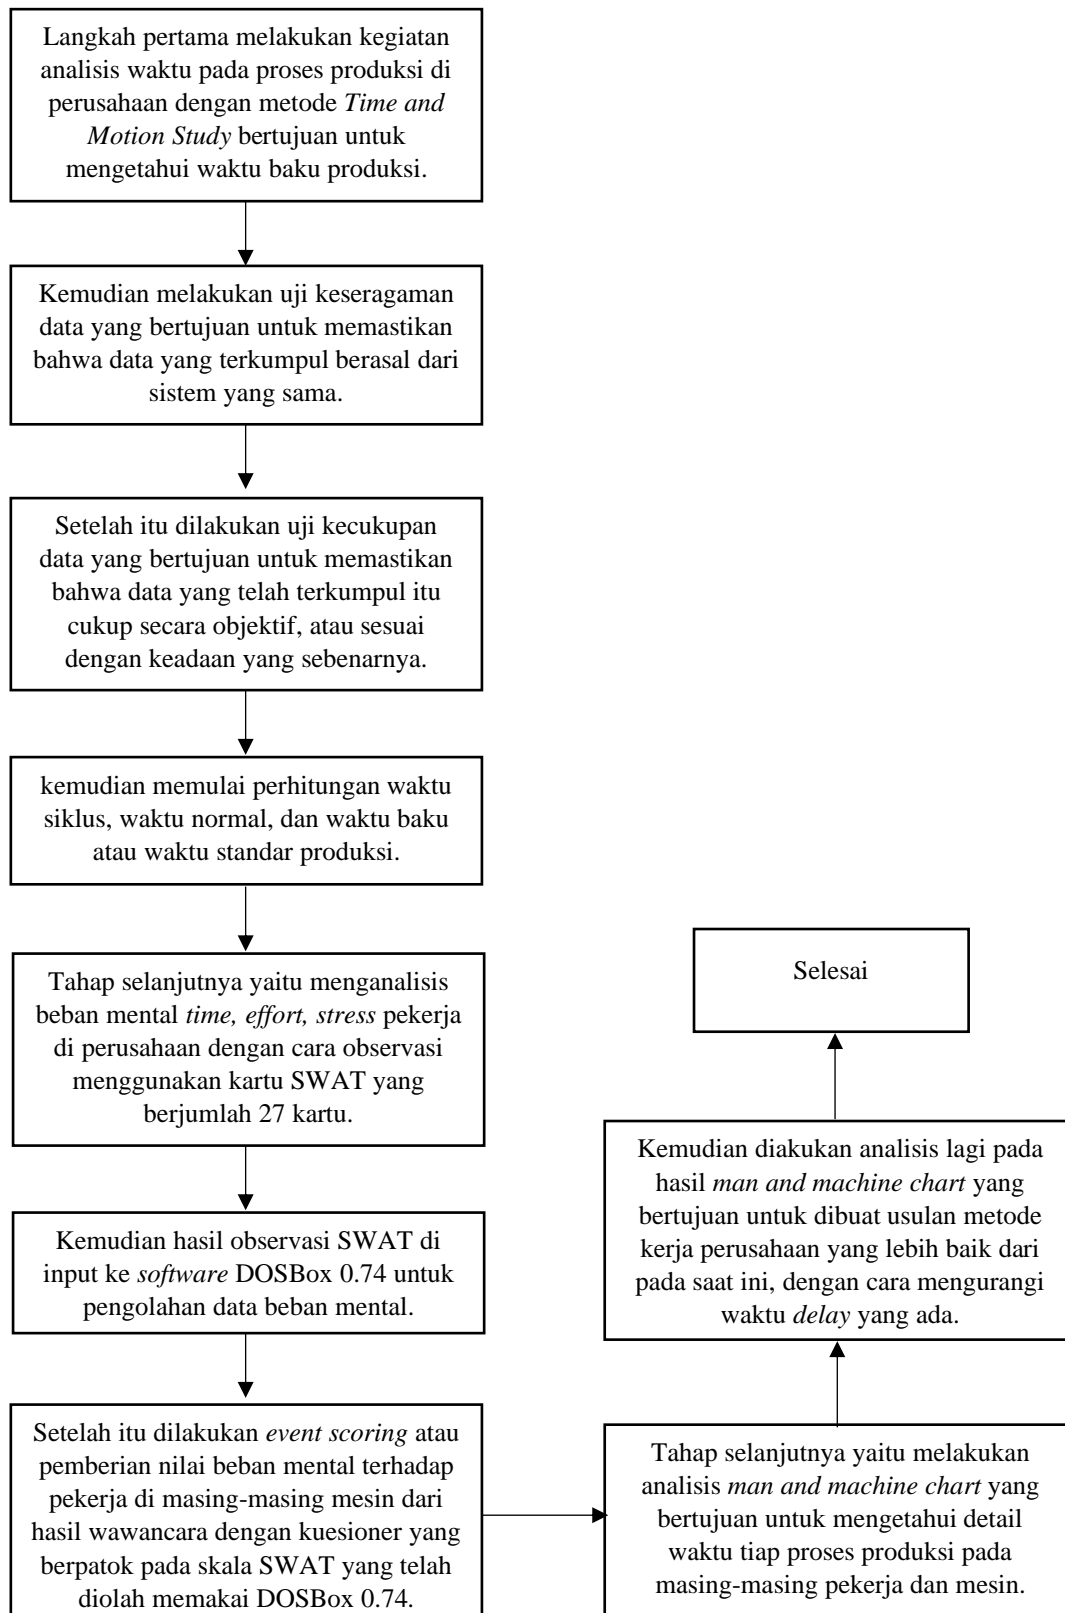 Langkah pertama melakukan kegiatan
analisis waktu pada proses produksi di
perusahaan dengan metode Time and
Motion Study bertujuan untuk
mengetahui waktu baku produksi.
Kemudian melakukan uji keseragaman
data yang bertujuan untuk memastikan
bahwa data yang terkumpul berasal dari
sistem yang sama.
Setelah itu dilakukan uji kecukupan
data yang bertujuan untuk memastikan
bahwa data yang telah terkumpul itu
cukup secara objektif, atau sesuai
dengan keadaan yang sebenarnya.
kemudian memulai perhitungan waktu
siklus, waktu normal, dan waktu baku
atau waktu standar produksi.
Tahap selanjutnya yaitu menganalisis
beban mental time, effort, stress pekerja
di perusahaan dengan cara observasi
menggunakan kartu SWAT yang
berjumlah 27 kartu.
Kemudian hasil observasi SWAT di
input ke software DOSBox 0.74 untuk
pengolahan data beban mental.
Setelah itu dilakukan event scoring atau
pemberian nilai beban mental terhadap
pekerja di masing-masing mesin dari
hasil wawancara dengan kuesioner yang
berpatok pada skala SWAT yang telah
diolah memakai DOSBox 0.74.
Tahap selanjutnya yaitu melakukan
analisis man and machine chart yang
bertujuan untuk mengetahui detail
waktu tiap proses produksi pada
masing-masing pekerja dan mesin.
Kemudian diakukan analisis lagi pada
hasil man and machine chart yang
bertujuan untuk dibuat usulan metode
kerja perusahaan yang lebih baik dari
pada saat ini, dengan cara mengurangi
waktu delay yang ada.
Selesai